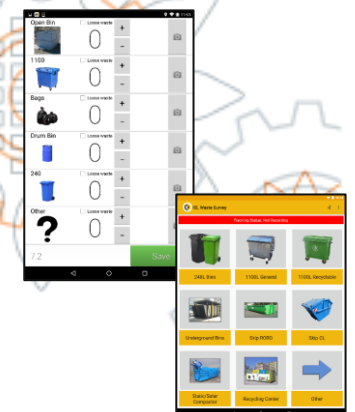 Open Bin
Loose waste
0
+
-
1100
Loose waste
0
+
-
Bags
Loose waste
0
+
-
Drum Bin
Loose waste
0
+
-
240
Loose waste
0
+
-
Other
Loose waste
0
+
-
?
/ 2
Save
Waste Survey
Tracking Status: Not Recording
240L Bins
1100L General
1100L Recyclable
Underground Bins
Skip RORO
Skip CL
Static/Solar
Compactor
Recycling Center
Other